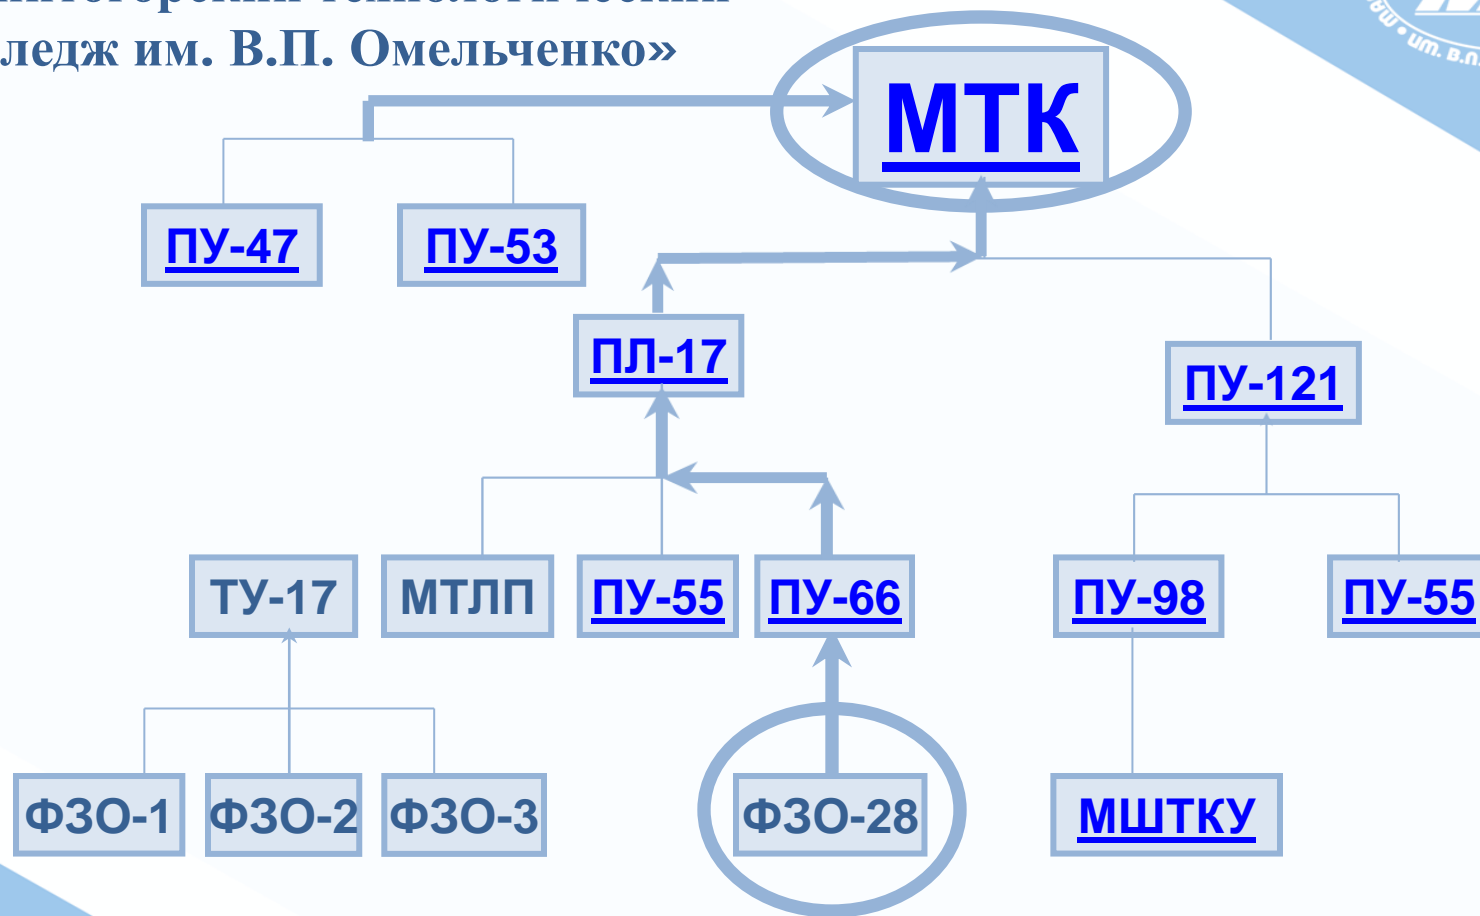 ледж им. В.П. Омельченко»
МТК
ПУ-47 ПУ-53
ПЛ-17
ПУ-121
ТУ-17 МТЛП ПУ-55 ПУ-66 ПУ-98 ПУ-55
ФЗО-1 ФЗО-2 ФЗО-3 ФЗО-28 МШТКУ